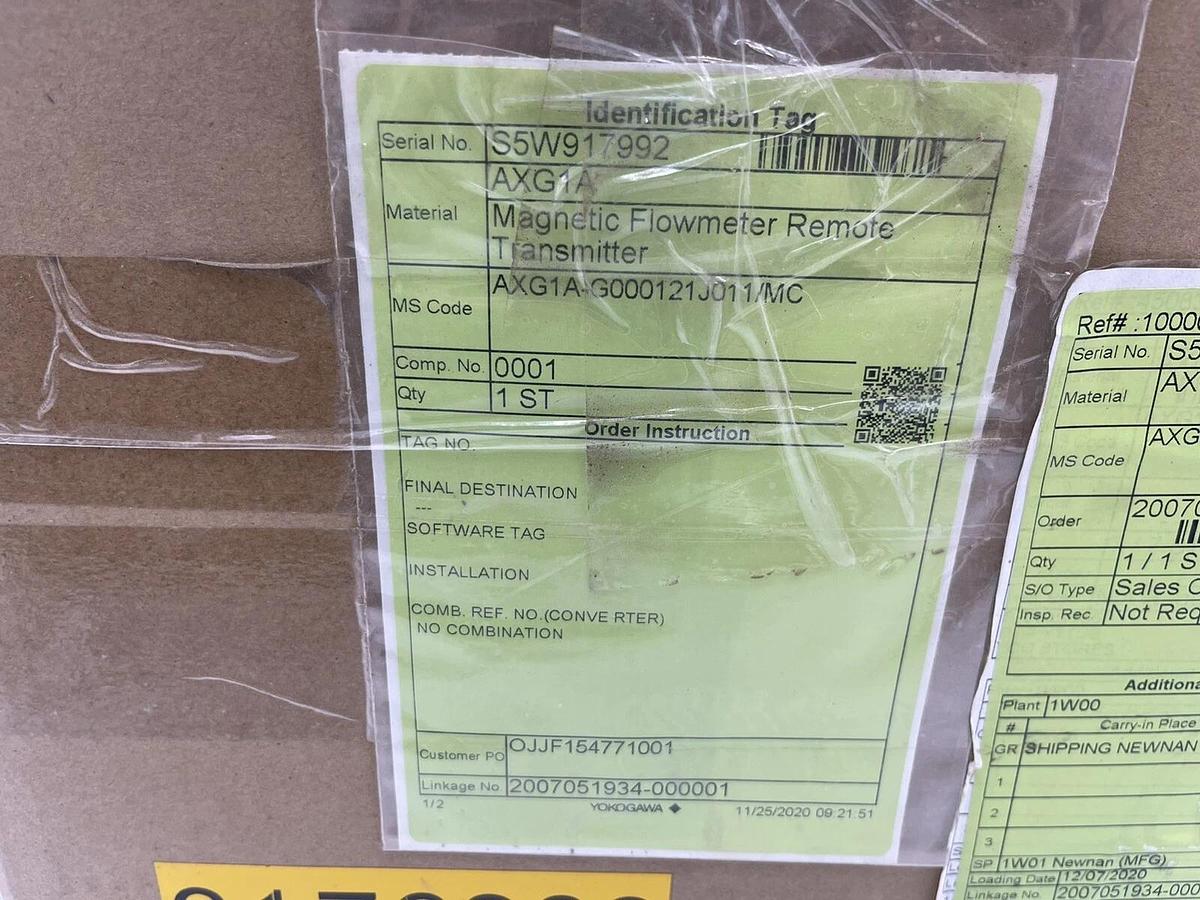 Identification Tag
Serial No. S5W917992
Material AXG1A
Magnetic Flowmeter Remote
Transmitter
MS Code AXG1A-G000121J011/MC
Comp. No. 0001
Qty 1 ST
Order Instruction
TAG NO.
FINAL DESTINATION
---
SOFTWARE TAG
INSTALLATION
COMB. REF. NO.(CONVE RTER)
NO COMBINATION
Customer PO OJJF154771001
Linkage No. 2007051934-000001
1/2 YOKOGAWA 11/25/2020 09:21:51
Ref# :1000
Serial No. S5
Material AX
MS Code AXG
Order 2007
Qty 1 / 1 S
S/O Type Sales
Insp. Rec. Not Req
Additiona
Plant 1W00
# Carry-in Place
GR SHIPPING NEWNAN
1
2
3
SP 1W01 Newnan (MFG)
Loading Date 12/07/2020
Linkage No. 2007051934-000